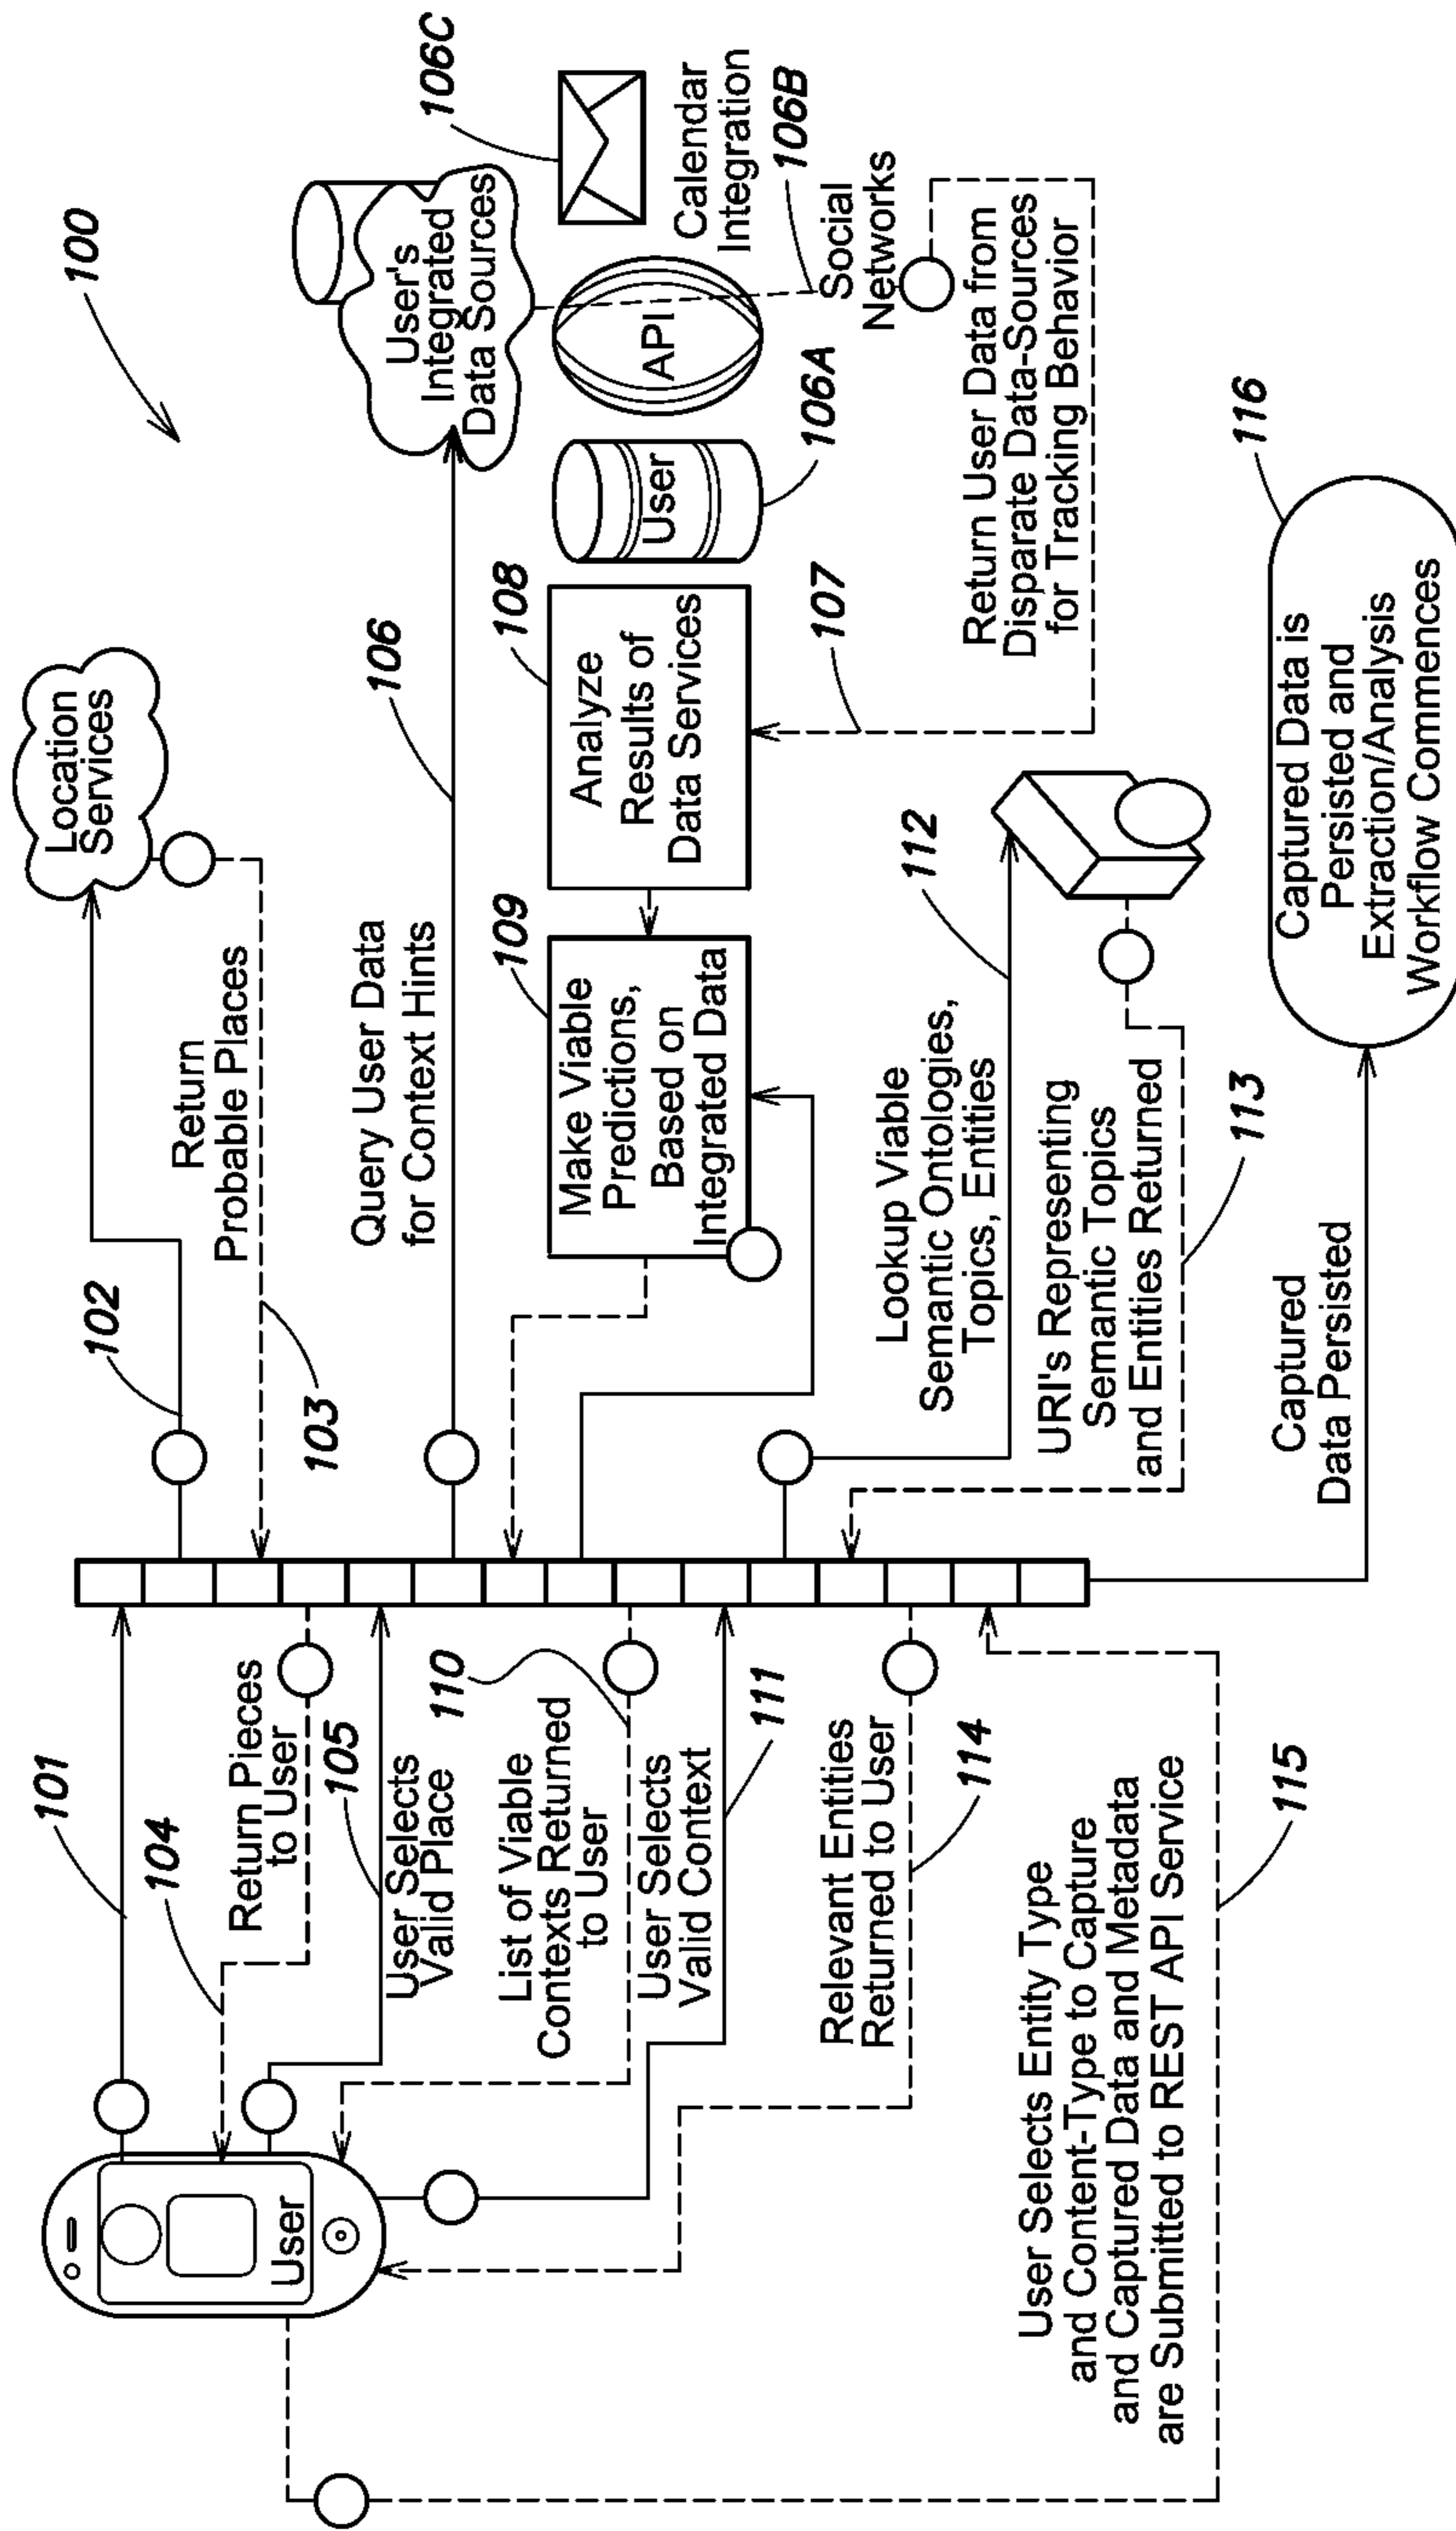 100
101
102
Location
Services
Return
Probable Places
103
104
Return Pieces
to User
105
User Selects
Valid Place
Query User Data
for Context Hints
106
User's
Integrated
Data Sources
106C
110
List of Viable
Contexts Returned
to User
109
Make Viable
Predictions,
Based on
Integrated Data
108
Analyze
Results of
Data Services
User
106A
API
Calendar
Integration
106B
Social
Networks
User
User Selects
Valid Context
111
107
Return User Data from
Disparate Data-Sources
for Tracking Behavior
Relevant Entities
Returned to User
114
Lookup Viable
Semantic Ontologies,
Topics, Entities
112
URI's Representing
Semantic Topics
and Entities Returned
113
User Selects Entity Type
and Content-Type to Capture
and Captured Data and Metadata
are Submitted to REST API Service
115
Captured
Data Persisted
116
Captured Data is
Persisted and
Extraction/Analysis
Workflow Commences